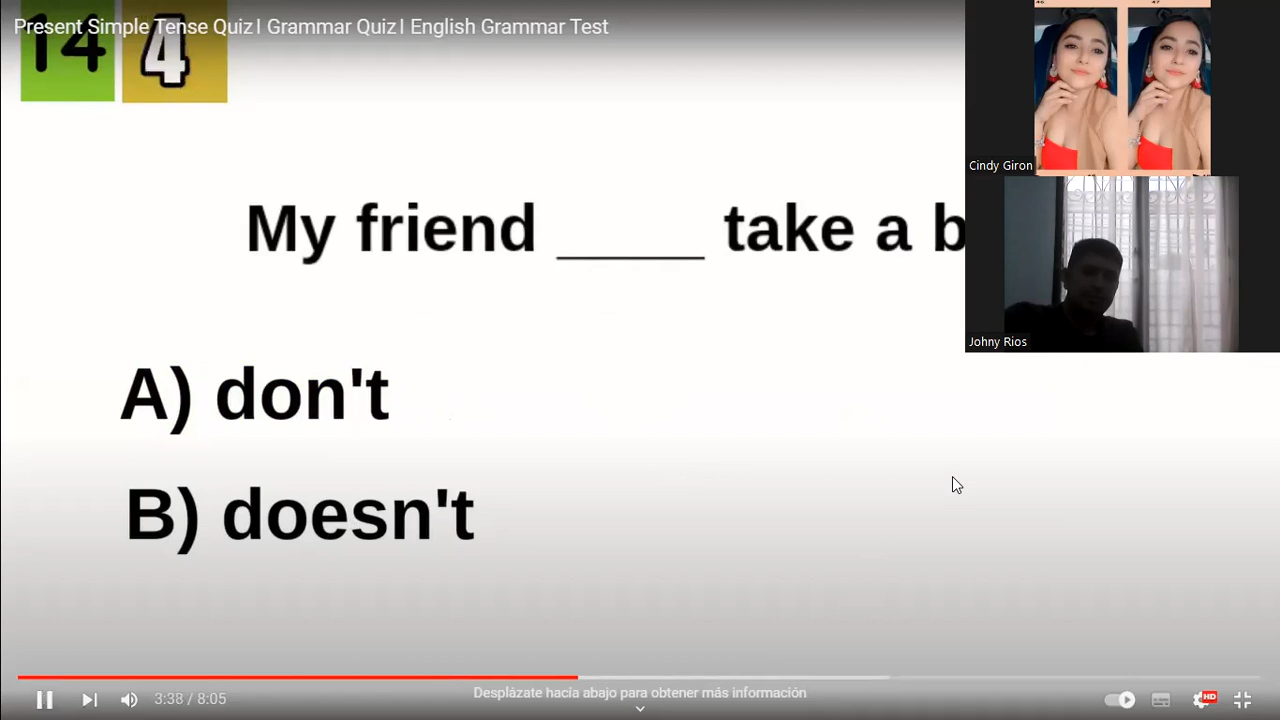 Present Simple Tense Quiz l Grammar Quiz l English Grammar Test
14 4
My friend _____ take a b
A) don't
B) doesn't
Cindy Giron
Johny Rios
3:38 / 8:05
Desplázate hacia abajo para obtener más información
HD